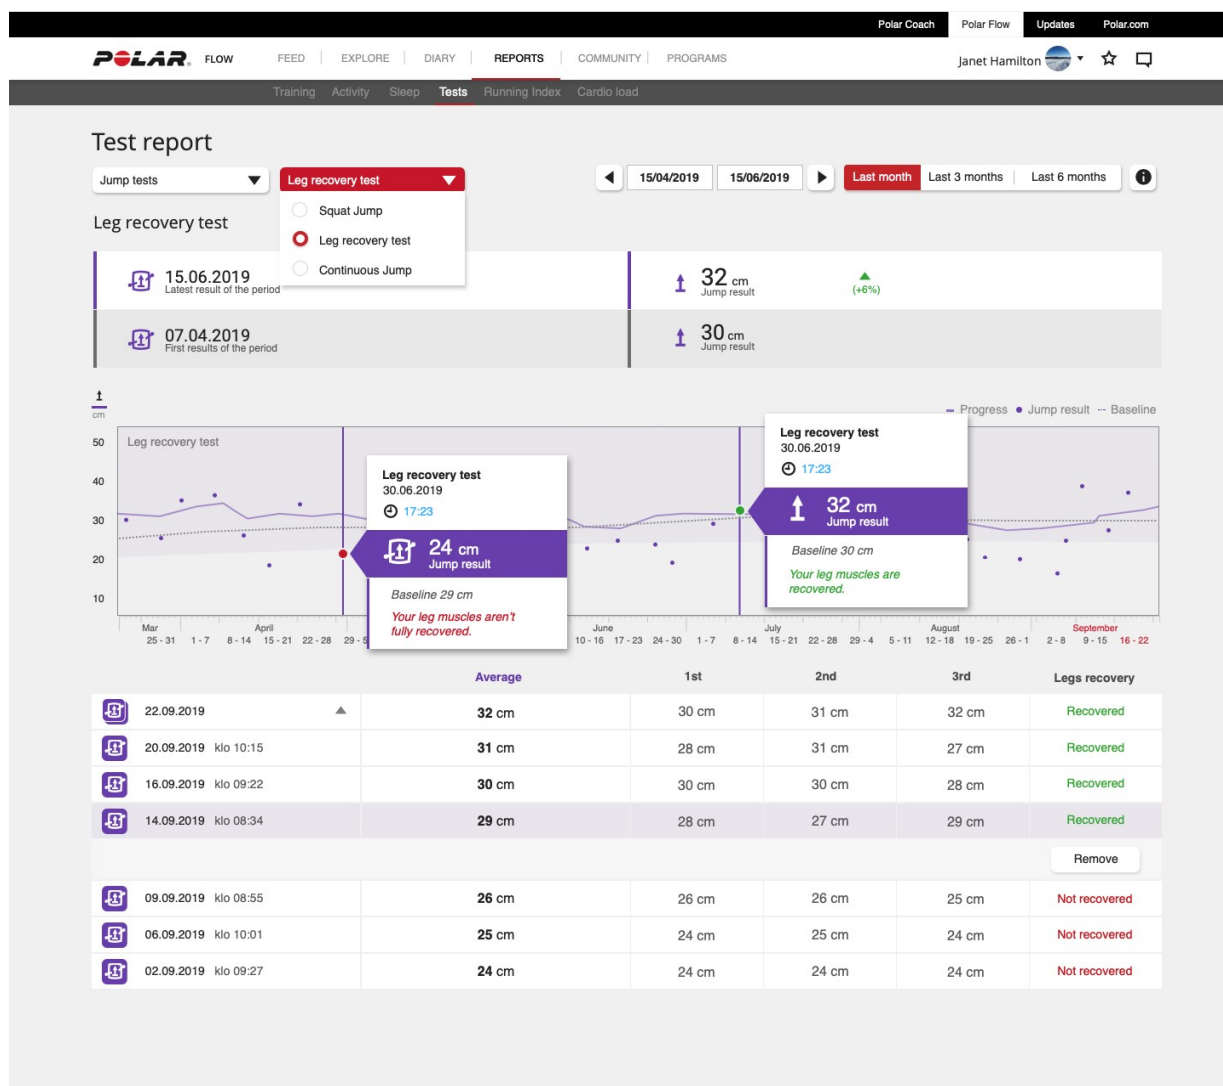 Polar Coach Polar Flow Updates Polar.com
POLAR. FLOW FEED EXPLORE DIARY REPORTS COMMUNITY PROGRAMS Janet Hamilton
Training Activity Sleep Tests Running Index Cardio load
Test report
Jump tests Leg recovery test 15/04/2019 15/06/2019 Last month Last 3 months Last 6 months
Squat Jump
Leg recovery test
Leg recovery test
Continuous Jump
15.06.2019 32 cm
Latest result of the period Jump result (+6%)
07.04.2019 30 cm
First results of the period Jump result
cm
Progress Jump result Baseline
50 Leg recovery test
40
30
20
10
Leg recovery test
30.06.2019
17:23
24 cm
Jump result
Baseline 29 cm
Your leg muscles aren't
fully recovered.
Leg recovery test
30.06.2019
17:23
32 cm
Jump result
Baseline 30 cm
Your leg muscles are
recovered.
Mar April June July August September
25 - 31 1 - 7 8 - 14 15 - 21 22 - 28 29 - 5 10 - 16 17 - 23 24 - 30 1 - 7 8 - 14 15 - 21 22 - 28 29 - 4 5 - 11 12 - 18 19 - 25 26 - 1 2 - 8 9 - 15 16 - 22
Average 1st 2nd 3rd Legs recovery
22.09.2019 32 cm 30 cm 31 cm 32 cm Recovered
20.09.2019 klo 10:15 31 cm 28 cm 31 cm 27 cm Recovered
16.09.2019 klo 09:22 30 cm 30 cm 30 cm 28 cm Recovered
14.09.2019 klo 08:34 29 cm 28 cm 27 cm 29 cm Recovered
Remove
09.09.2019 klo 08:55 26 cm 26 cm 26 cm 25 cm Not recovered
06.09.2019 klo 10:01 25 cm 24 cm 25 cm 24 cm Not recovered
02.09.2019 klo 09:27 24 cm 24 cm 24 cm 24 cm Not recovered